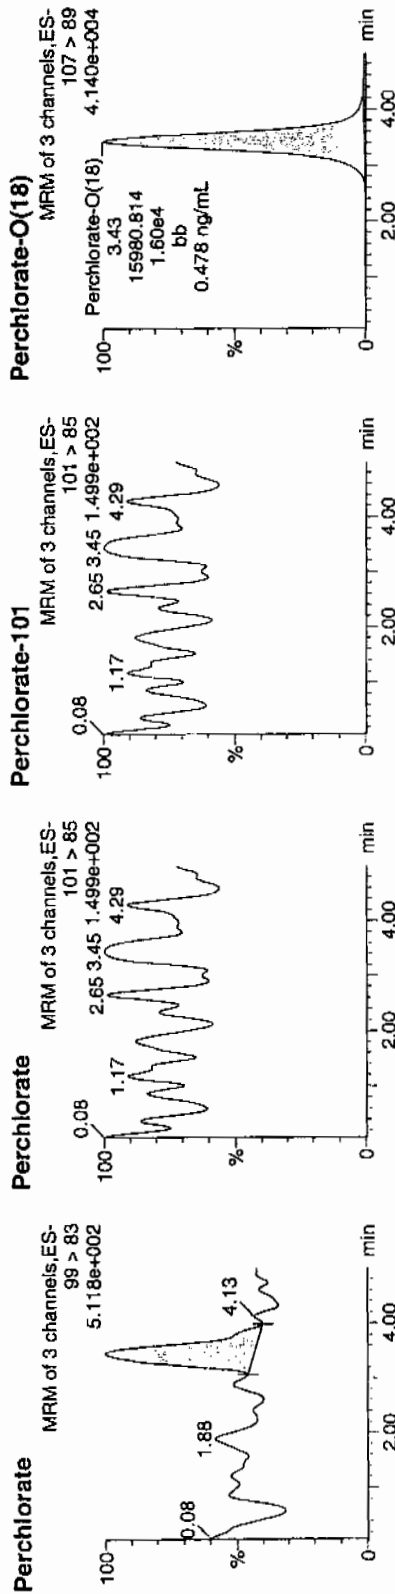 Perchlorate
MRM of 3 channels,ES-
99 > 83
5.118e+002
100
%
0
0.08
1.88
4.13
2.00
4.00
min
Perchlorate
MRM of 3 channels,ES-
101 > 85
1.499e+002
100
%
0
0.08
1.17
2.65
3.45
4.29
2.00
4.00
min
Perchlorate-101
MRM of 3 channels,ES-
101 > 85
1.499e+002
100
%
0
0.08
1.17
2.65
3.45
4.29
2.00
4.00
min
Perchlorate-O(18)
MRM of 3 channels,ES-
107 > 89
4.140e+004
100
%
0
Perchlorate-O(18)
3.43
15980.814
1.60e4
bb
0.478 ng/mL
2.00
4.00
min